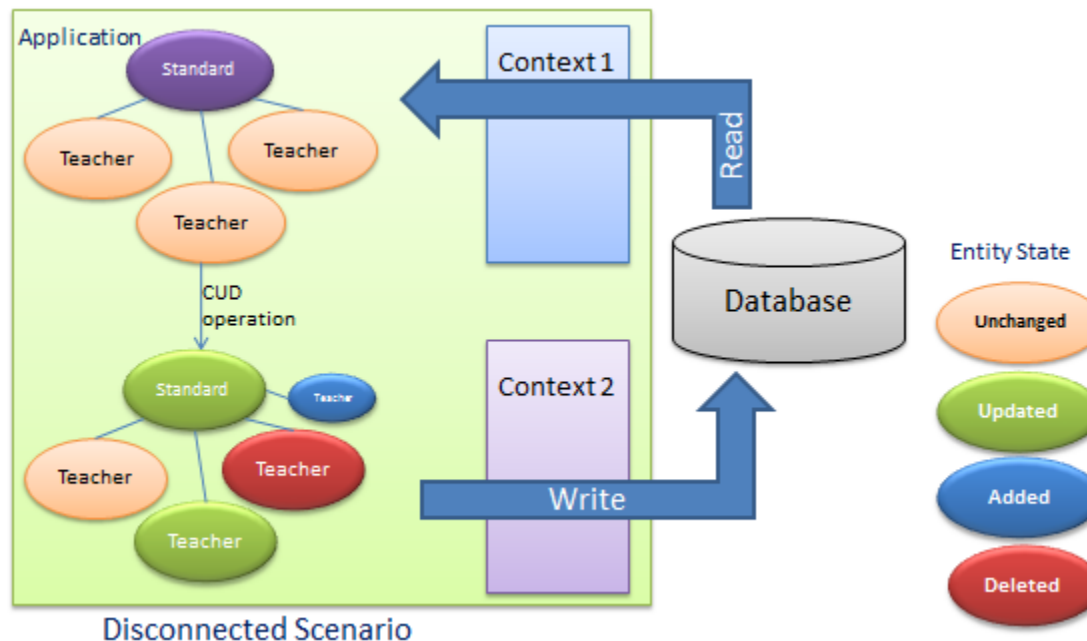 Application
Standard
Teacher
Teacher
Teacher
CUD
operation
Standard
Teacher
Teacher
Teacher
Teacher
Context 1
Read
Database
Context 2
Write
Entity State
Unchanged
Updated
Added
Deleted
Disconnected Scenario